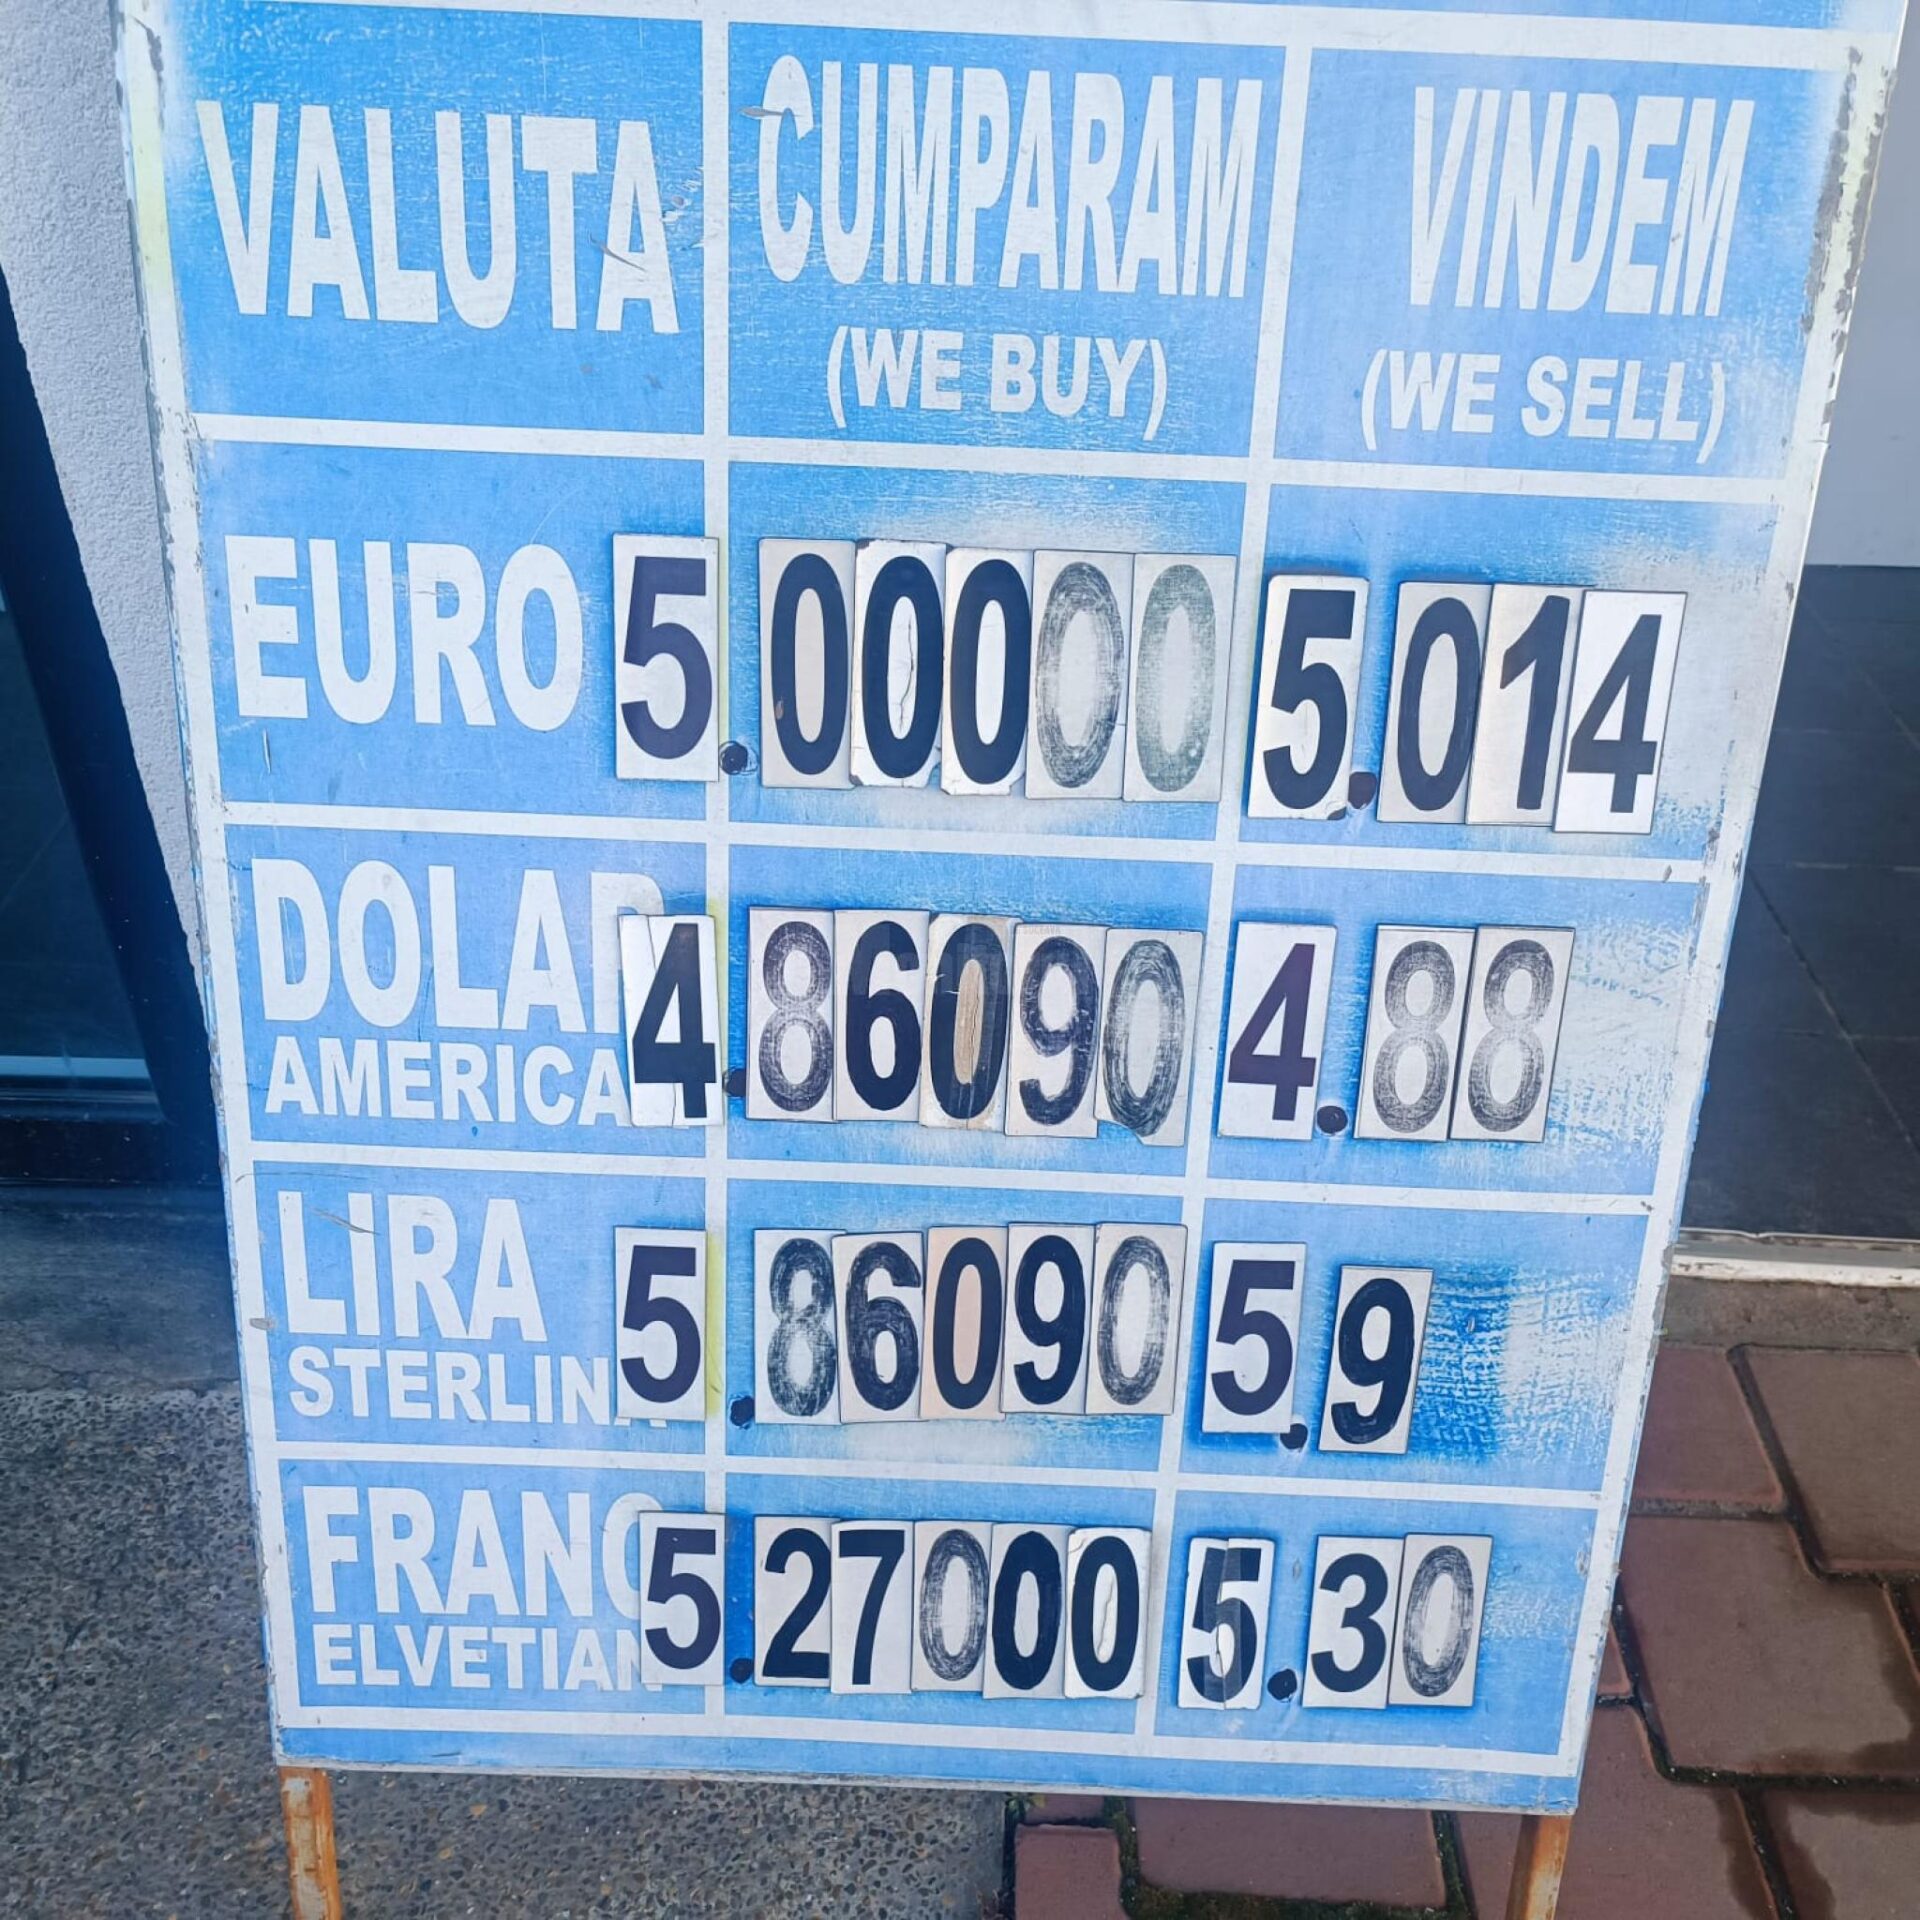 VALUTA CUMPARAM VINDEM
(WE BUY) (WE SELL)
EURO 5.00000 5.014
DOLAR 4.86090 4.88
AMERICA
LIRA 5.86090 5.9
STERLINA
FRANC 5.27000 5.30
ELVETIAN